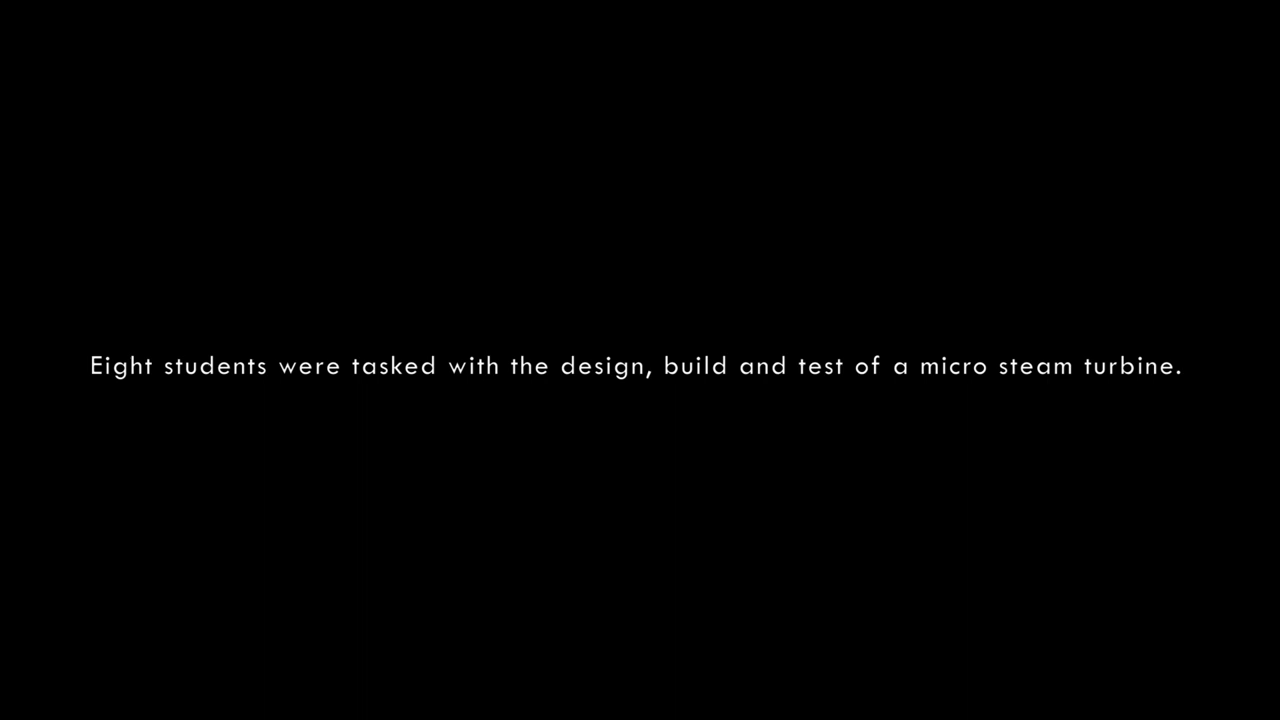 Eight students were tasked with the design, build and test of a micro steam turbine.